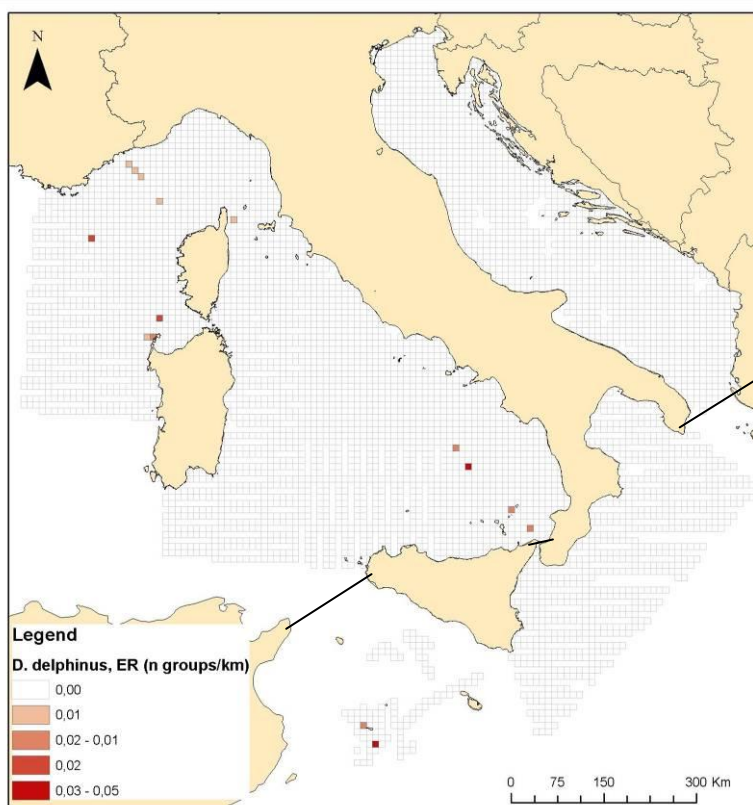 N
Legend
D. delphinus, ER (n groups/km)
0,00
0,01
0,02 - 0,01
0,02
0,03 - 0,05
0 75 150 300 Km